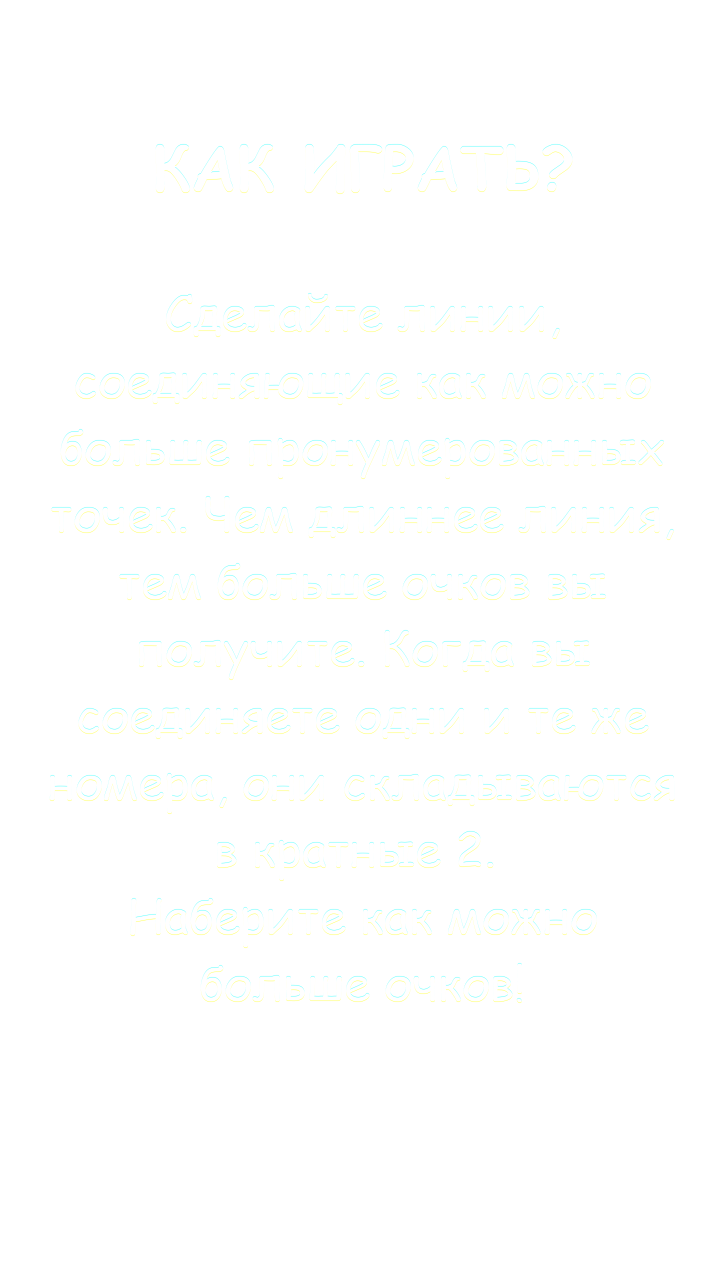 КАК ИГРАТЬ?
Сделайте линии,
соединяющие как можно
больше пронумерованных
точек. Чем длиннее линия,
тем больше очков вы
получите. Когда вы
соединяете одни и те же
номера, они складываются
в кратные 2.
Наберите как можно
больше очков!